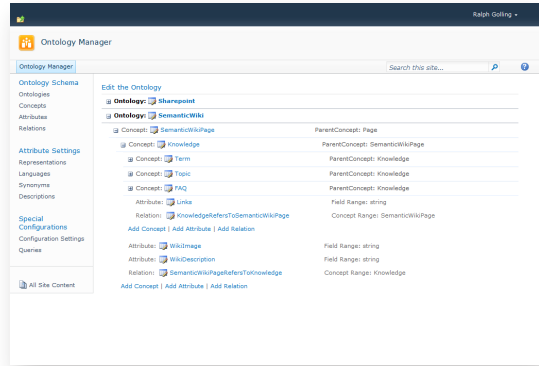 Ralph Golling
Ontology Manager
Ontology Manager
Search this site...
Ontology Schema
Ontologies
Concepts
Attributes
Relations
Attribute Settings
Representations
Languages
Synonyms
Descriptions
Special
Configurations
Configuration Settings
Queries
All Site Content
Edit the Ontology
Ontology: Sharepoint
Ontology: SemanticWiki
Concept: SemanticWikiPage ParentConcept: Page
Concept: Knowledge ParentConcept: SemanticWikiPage
Concept: Term ParentConcept: Knowledge
Concept: Topic ParentConcept: Knowledge
Concept: FAQ ParentConcept: Knowledge
Attribute: Links Field Range: string
Relation: KnowledgeRefersToSemanticWikiPage Concept Range: SemanticWikiPage
Add Concept | Add Attribute | Add Relation
Attribute: WikiImage Field Range: string
Attribute: WikiDescription Field Range: string
Relation: SemanticWikiPageRefersToKnowledge Concept Range: Knowledge
Add Concept | Add Attribute | Add Relation